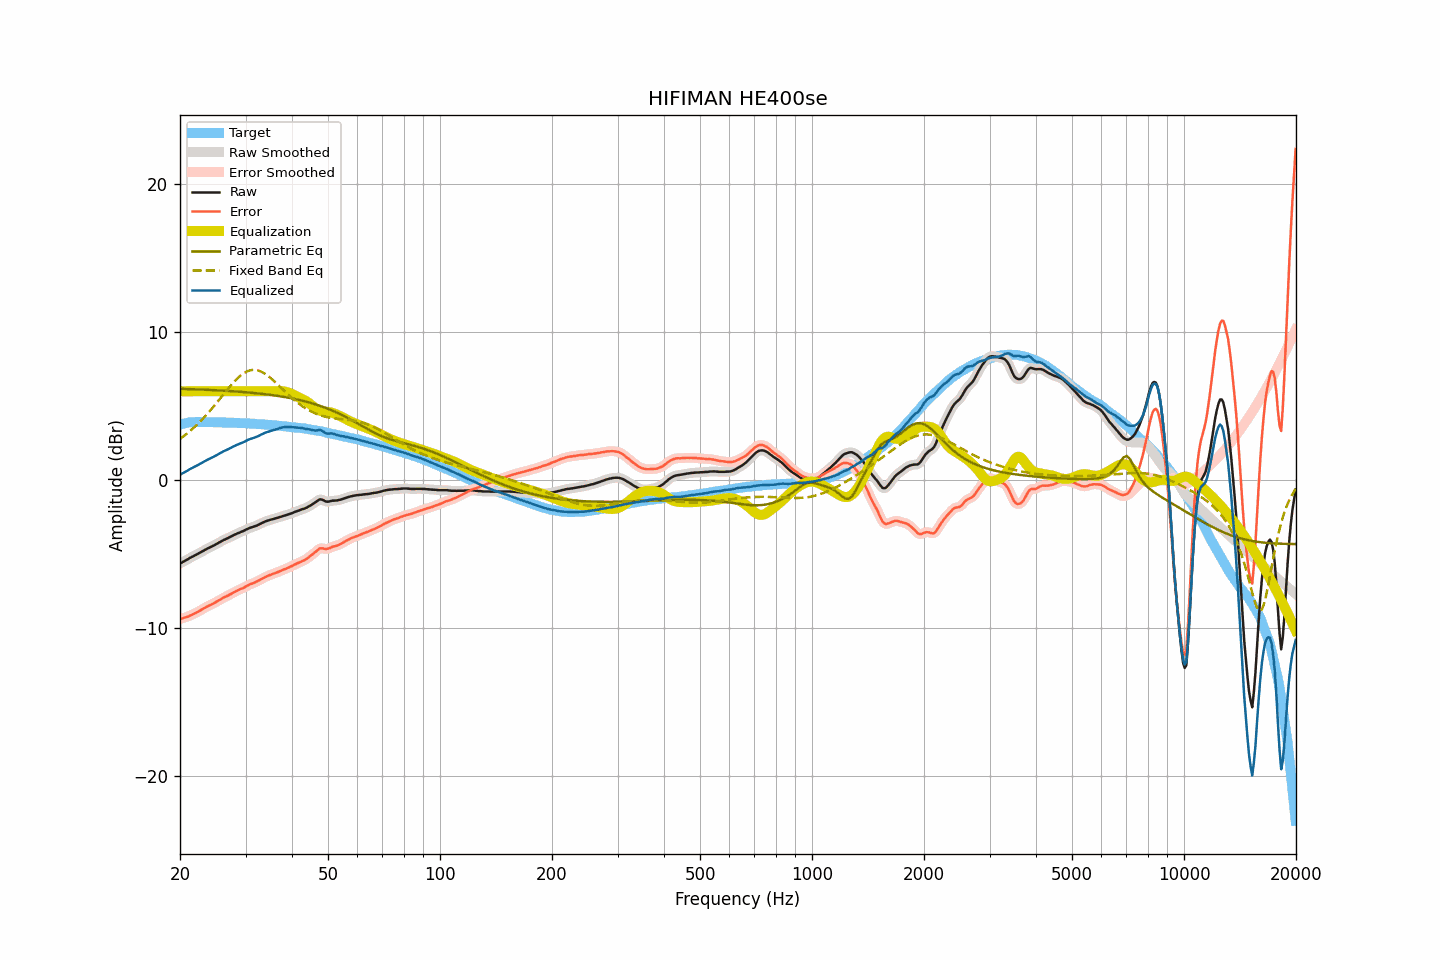 HIFIMAN HE400se
Target
Raw Smoothed
Error Smoothed
Raw
Error
Equalization
Parametric Eq
Fixed Band Eq
Equalized
20
10
0
−10
−20
Amplitude (dBr)
20
50
100
200
500
1000
2000
5000
10000
20000
Frequency (Hz)